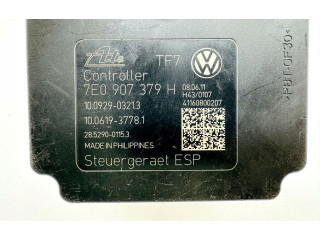 Ate TF7
Controller
7E0 907 379 H
08.06.11
H43/0107
10.0929-0321.3
41160800207
10.0619-3778.1
28.5290-0115.3
MADE IN PHILIPPINES
Steuergeraet ESP
>PBT-GF30<